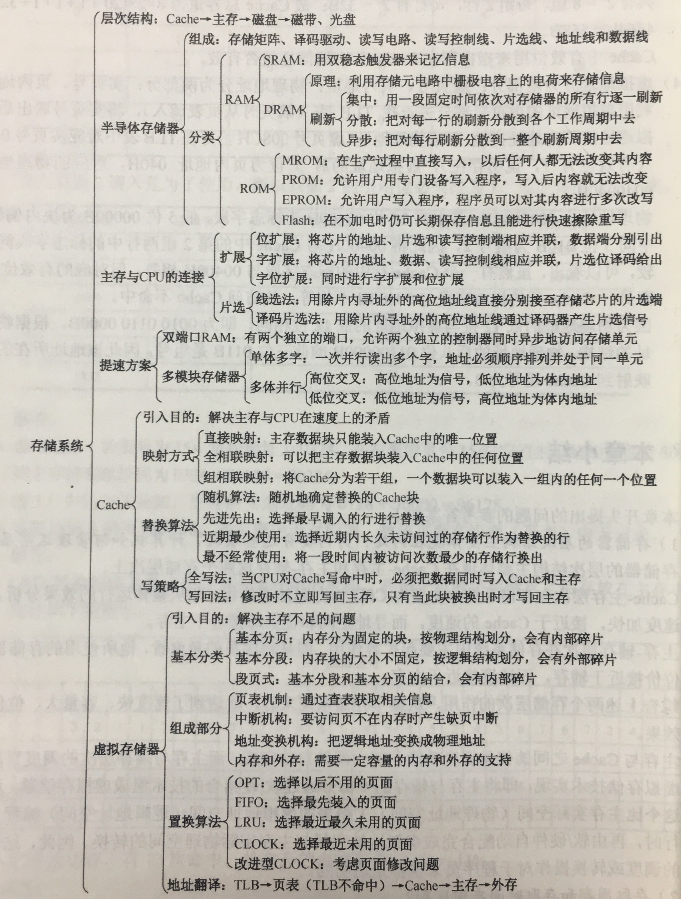 层次结构：Cache→主存→磁盘→磁带、光盘
组成：存储矩阵、译码驱动、读写电路、读写控制线、片选线、地址线和数据线
SRAM：用双稳态触发器来记忆信息
原理：利用存储元电路中栅极电容上的电荷来存储信息
RAM
DRAM
集中：用一段固定时间依次对存储器的所有行逐一刷新
刷新
分散：把对每一行的刷新分散到各个工作周期中去
半导体存储器
分类
异步：把对每行刷新分散到一整个刷新周期中去
MROM：在生产过程中直接写入，以后任何人都无法改变其内容
PROM：允许用户用专门设备写入程序，写入后内容就无法改变
ROM
EPROM：允许用户写入程序，程序员可以对其内容进行多次改写
Flash：在不加电时仍可长期保存信息且能进行快速擦除重写
位扩展：将芯片的地址、片选和读写控制端相应并联，数据端分别引出
扩展
字扩展：将芯片的地址、数据、读写控制线相应并联，片选位译码给出
主存与CPU的连接
字位扩展：同时进行字扩展和位扩展
片选
线选法：用除片内寻址外的高位地址线直接分别接至存储芯片的片选端
译码片选法：用除片内寻址外的高位地址线通过译码器产生片选信号
双端口RAM：有两个独立的端口，允许两个独立的控制器同时异步地访问存储单元
提速方案
单体多字：一次并行读出多个字，地址必须顺序排列并处于同一单元
多模块存储器
多体并行
高位交叉：高位地址为信号，低位地址为体内地址
低位交叉：低位地址为信号，高位地址为体内地址
引入目的：解决主存与CPU在速度上的矛盾
存储系统
直接映射：主存数据块只能装入Cache中的唯一位置
映射方式
全相联映射：可以把主存数据块装入Cache中的任何位置
组相联映射：将Cache分为若干组，一个数据块可以装入一组内的任何一个位置
Cache
随机算法：随机地确定替换的Cache块
先进先出：选择最早调入的行进行替换
替换算法
近期最少使用：选择近期内长久未访问过的存储行作为替换的行
最不经常使用：将一段时间内被访问次数最少的存储行换出
写策略
全写法：当CPU对Cache写命中时，必须把数据同时写入Cache和主存
写回法：修改时不立即写回主存，只有当此块被换出时才写回主存
引入目的：解决主存不足的问题
基本分页：内存分为固定的块，按物理结构划分，会有内部碎片
基本分类
基本分段：内存块的大小不固定，按逻辑结构划分，会有外部碎片
段页式：基本分段和基本分页的结合，会有内部碎片
页表机制：通过查表获取相关信息
中断机构：要访问页不在内存时产生缺页中断
组成部分
地址变换机构：把逻辑地址变换成物理地址
虚拟存储器
内存和外存：需要一定容量的内存和外存的支持
OPT：选择以后不用的页面
FIFO：选择最先装入的页面
置换算法
LRU：选择最近最久未用的页面
CLOCK：选择最近未用的页面
改进型CLOCK：考虑页面修改问题
地址翻译：TLB→页表（TLB不命中）→Cache→主存→外存